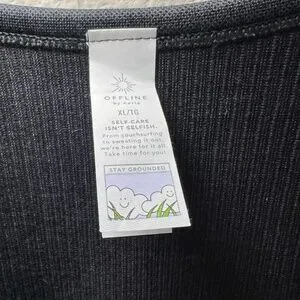 OFFLINE
by aerie
XL/TG
SELF-CARE
ISN'T SELFISH.
From couchsurfing
to sweating it out,
we're here for it all.
Take time for you!
STAY GROUNDED